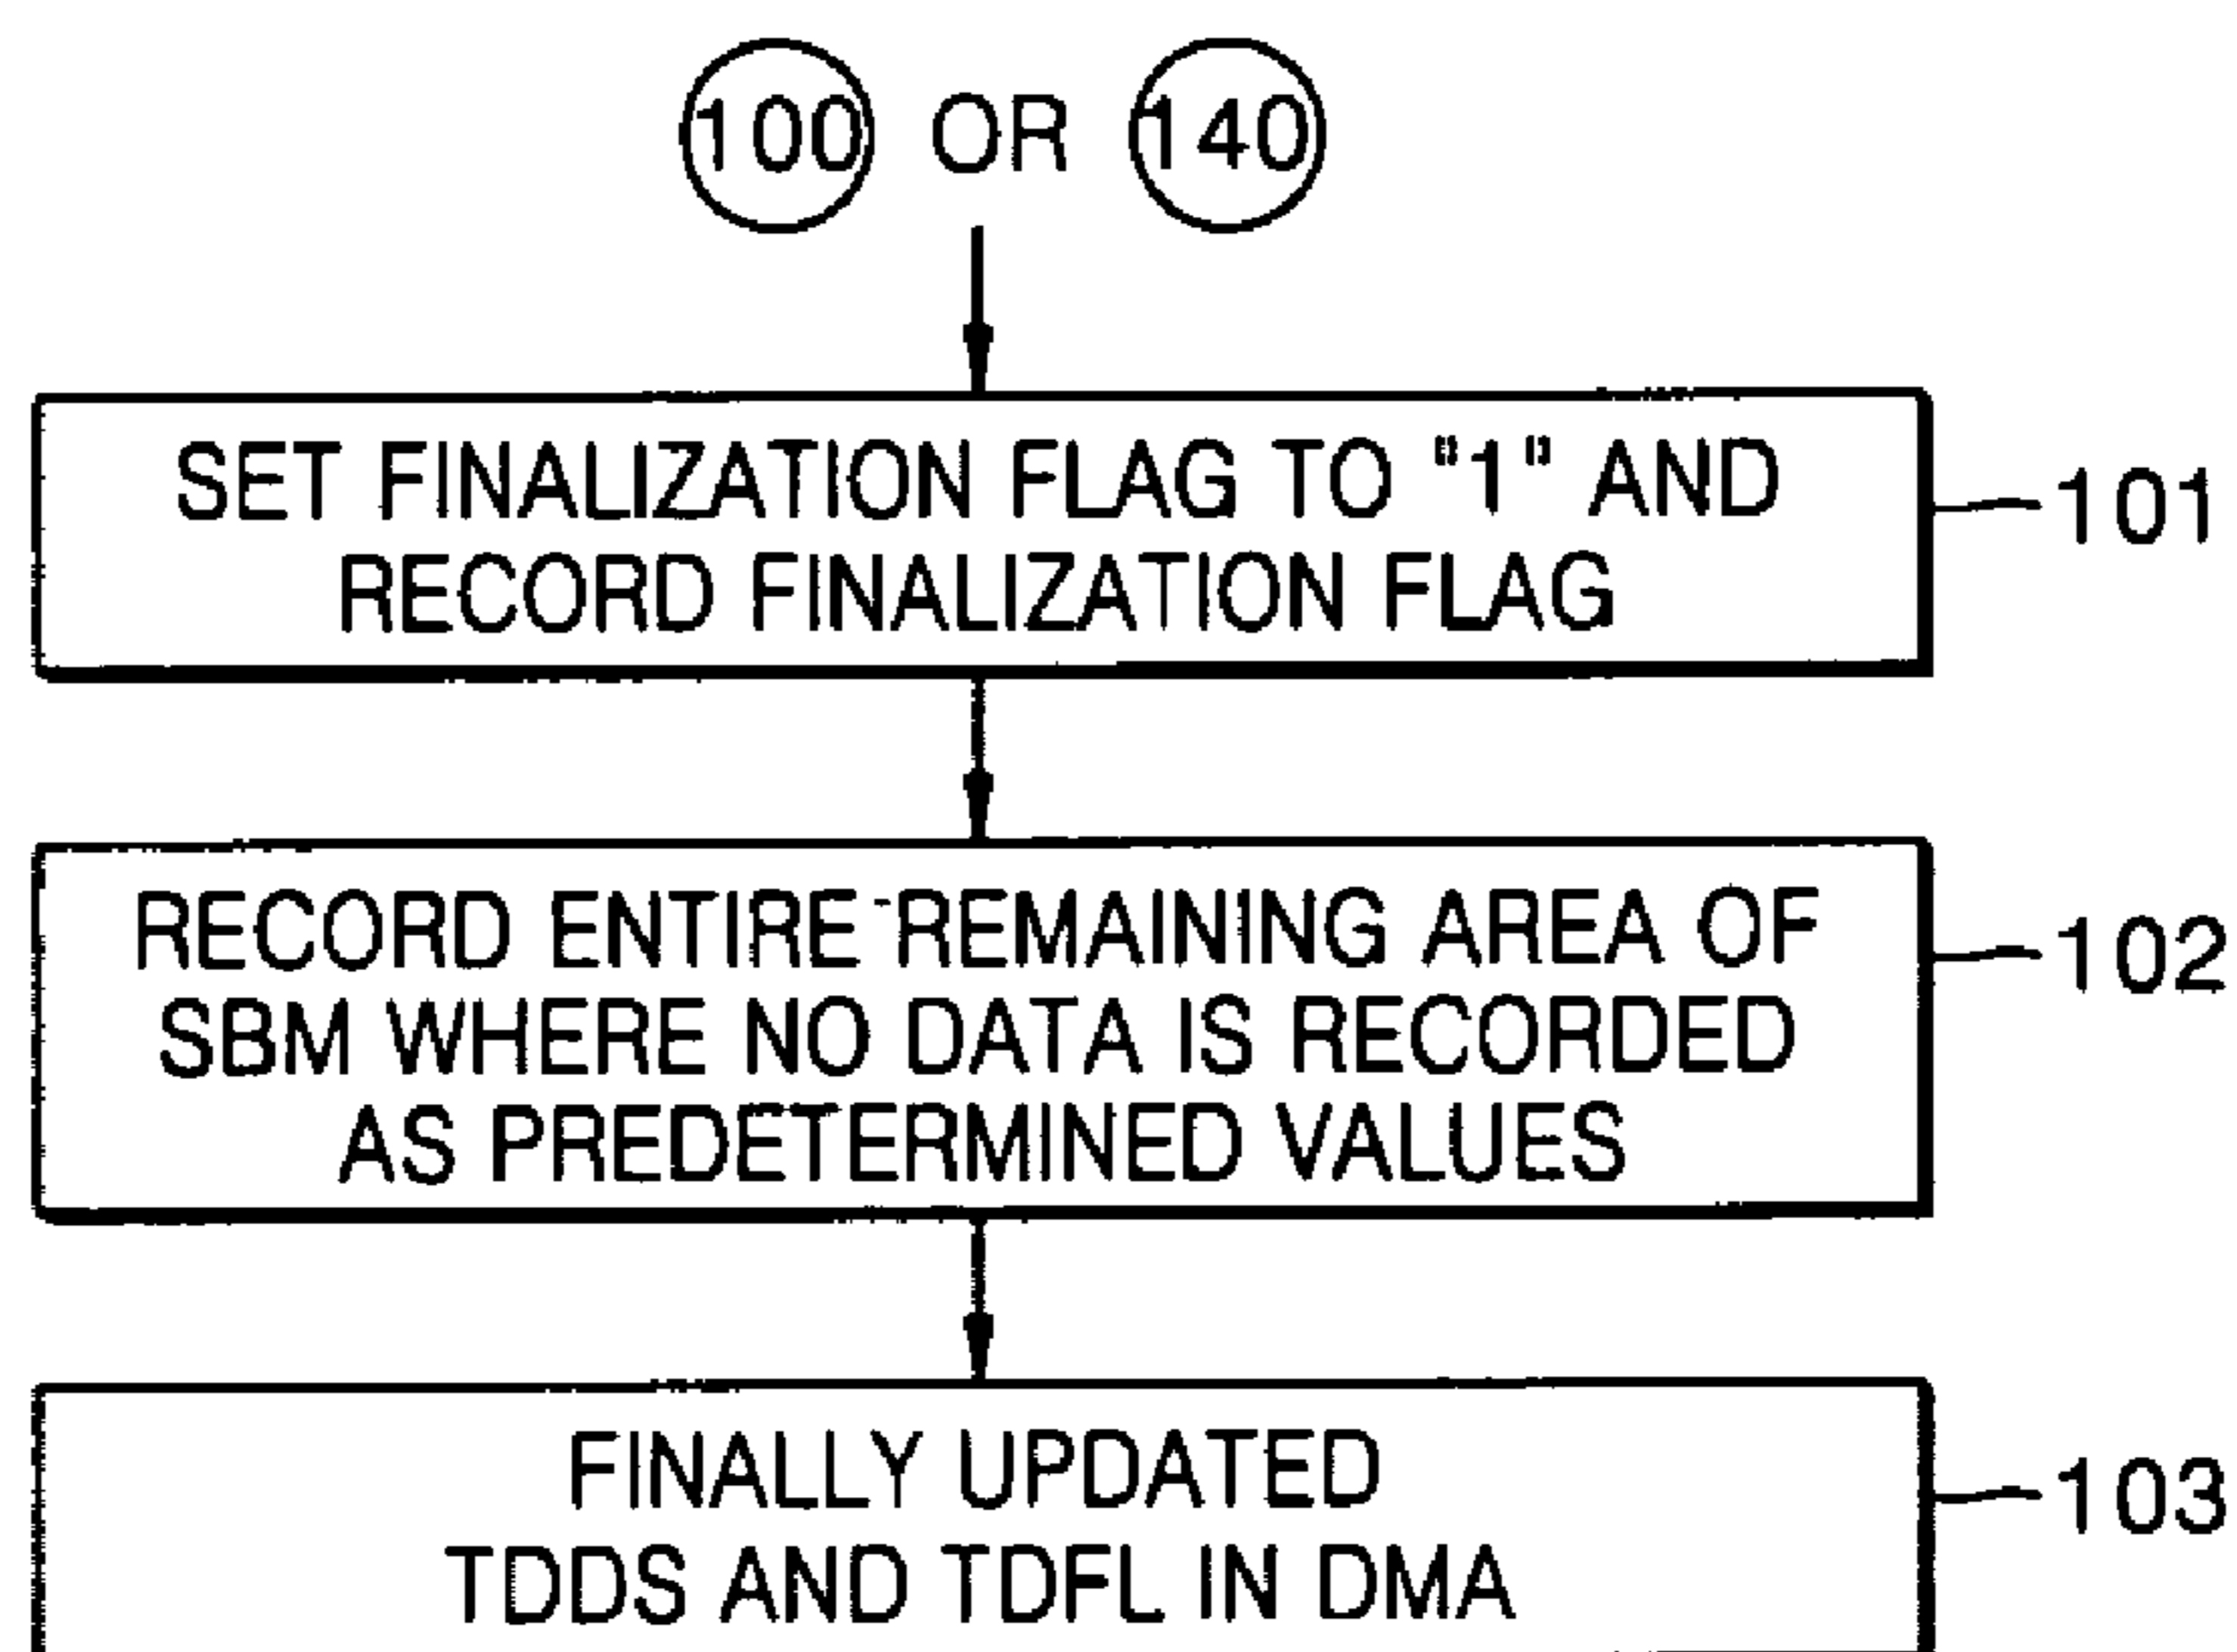 100 OR 140
SET FINALIZATION FLAG TO "1" AND
RECORD FINALIZATION FLAG
101
RECORD ENTIRE REMAINING AREA OF
SBM WHERE NO DATA IS RECORDED
AS PREDETERMINED VALUES
102
FINALLY UPDATED
TDDS AND TDFL IN DMA
103